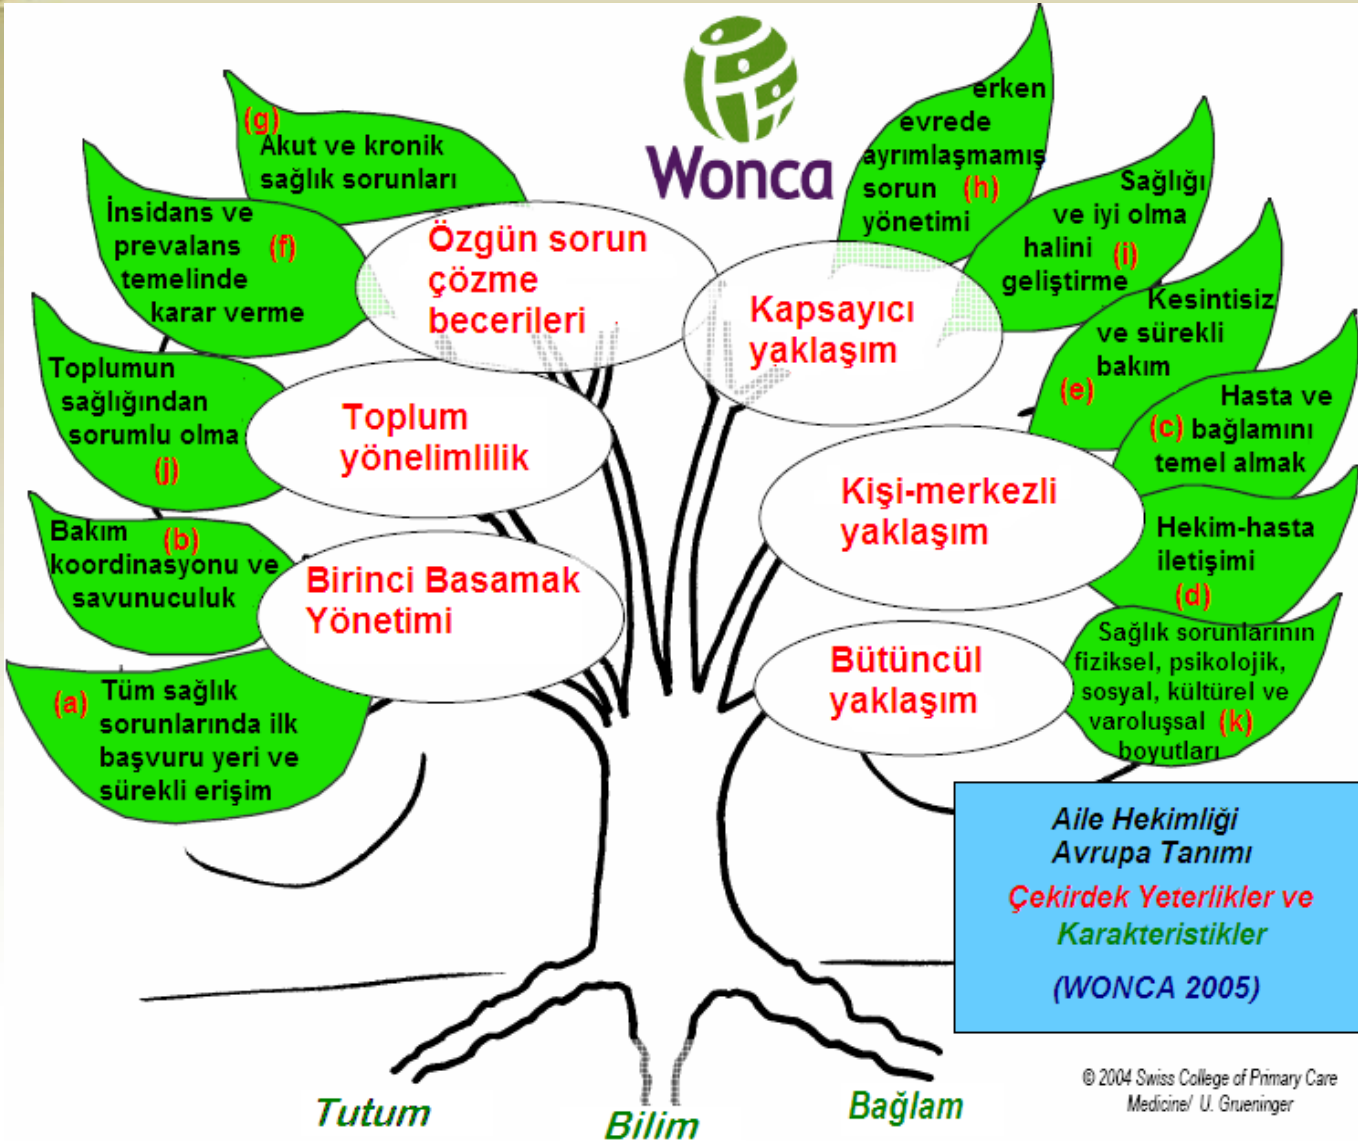 Wonca
(g)
Akut ve kronik
sağlık sorunları
İnsidans ve
prevalans (f)
temelinde
karar verme
Özgün sorun
çözme
becerileri
erken
evrede
ayrımlaşmamış
sorun (h)
yönetimi
Sağlığı
ve iyi olma
halini (i)
geliştirme
Kapsayıcı
yaklaşım
Kesintisiz
ve sürekli
bakım
(e)
Toplumun
sağlığından
sorumlu olma
(j)
Toplum
yönelimlilik
Hasta ve
(c) bağlamını
temel almak
Kişi-merkezli
yaklaşım
Hekim-hasta
iletişimi
(d)
Bakım (b)
koordinasyonu ve
savunuculuk
Birinci Basamak
Yönetimi
Bütüncül
yaklaşım
Sağlık sorunlarının
fiziksel, psikolojik,
sosyal, kültürel ve
varoluşsal (k)
boyutları
(a) Tüm sağlık
sorunlarında ilk
başvuru yeri ve
sürekli erişim
Aile Hekimliği
Avrupa Tanımı
Çekirdek Yeterlikler ve
Karakteristikler
(WONCA 2005)
Tutum
Bilim
Bağlam
© 2004 Swiss College of Primary Care
Medicine/ U. Grueninger